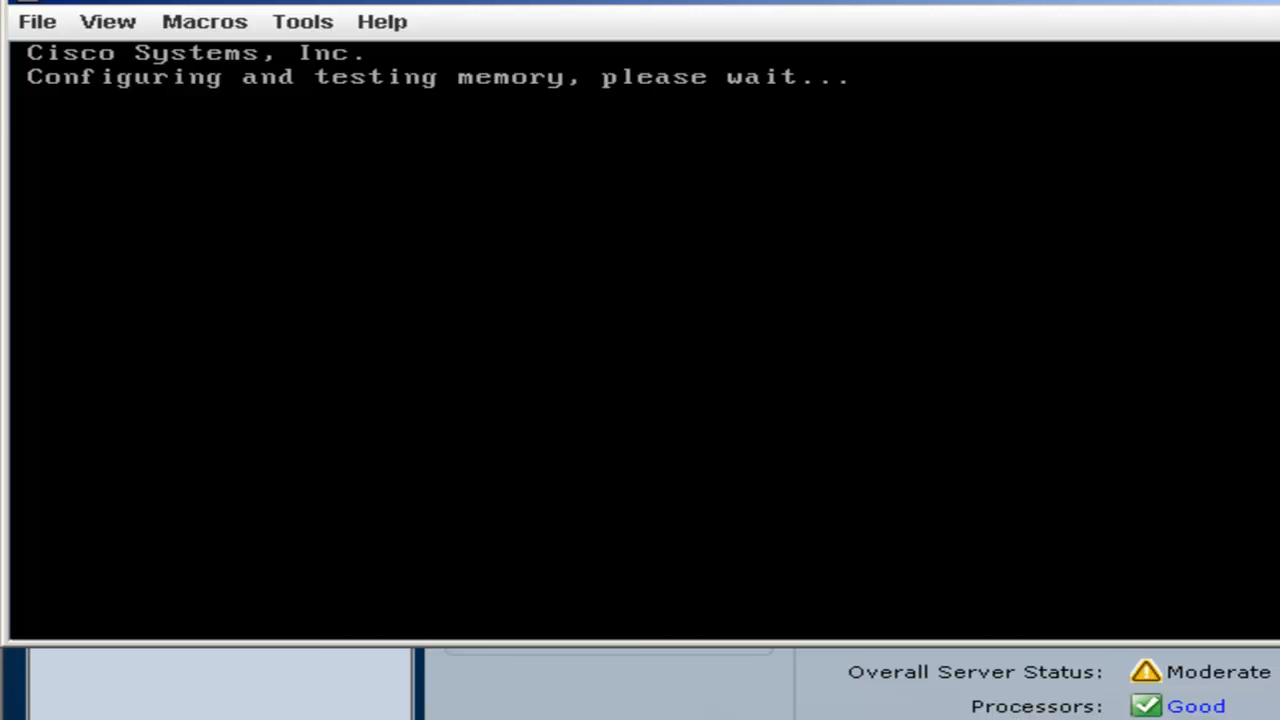 File View Macros Tools Help
Cisco Systems, Inc.
Configuring and testing memory, please wait...
Overall Server Status: Moderate
Processors: Good